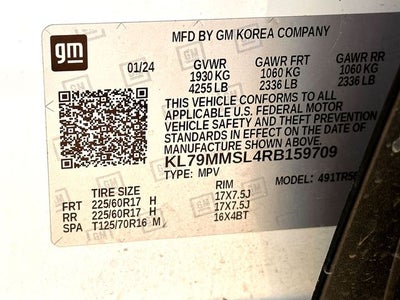 gm
MFD BY GM KOREA COMPANY
01/24 GVWR GAWR FRT GAWR RR
1930 KG 1060 KG 1060 KG
4255 LB 2336 LB 2336 LB
THIS VEHICLE CONFORMS TO ALL
APPLICABLE U.S. FEDERAL MOTOR
VEHICLE SAFETY AND THEFT PREVENTION
STANDARDS IN EFFECT ON THE DATE OF
MANUFACTURE SHOWN ABOVE.
KL79MMSL4RB159709
TYPE: MPV MODEL:
TIRE SIZE RIM
FRT 225/60R17 H 17X7.5J
RR 225/60R17 H 17X7.5J
SPA T125/70R16 M 16X4BT